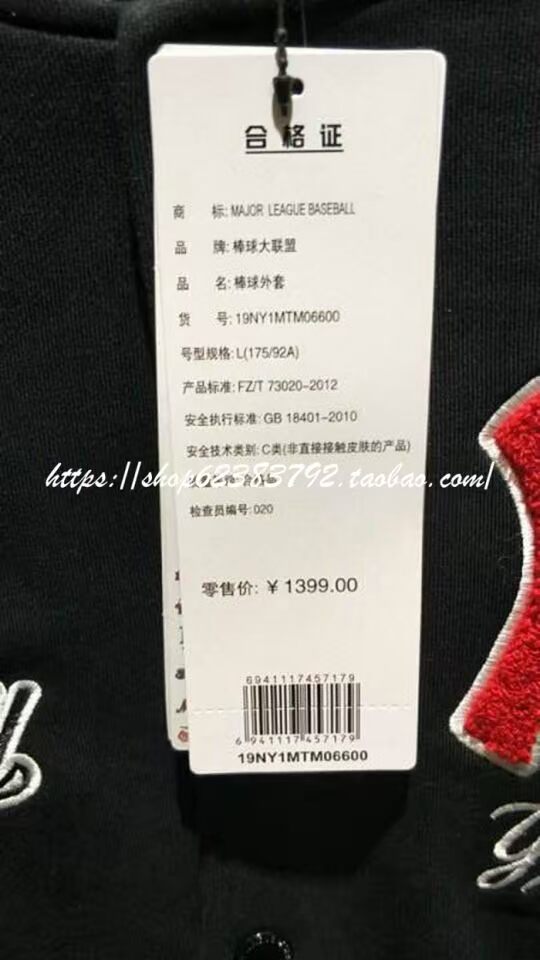 合格证
商 标: MAJOR LEAGUE BASEBALL
品 牌: 棒球大联盟
品 名: 棒球外套
货 号: 19NY1MTM06600
号型规格: L(175/92A)
产品标准: FZ/T 73020-2012
安全执行标准: GB 18401-2010
安全技术类别: C类(非直接接触皮肤的产品)
https://shop62383792.taobao.com/
检查员编号: 020
零售价: ¥ 1399.00
6941117457179
6 941117 457179
19NY1MTM06600